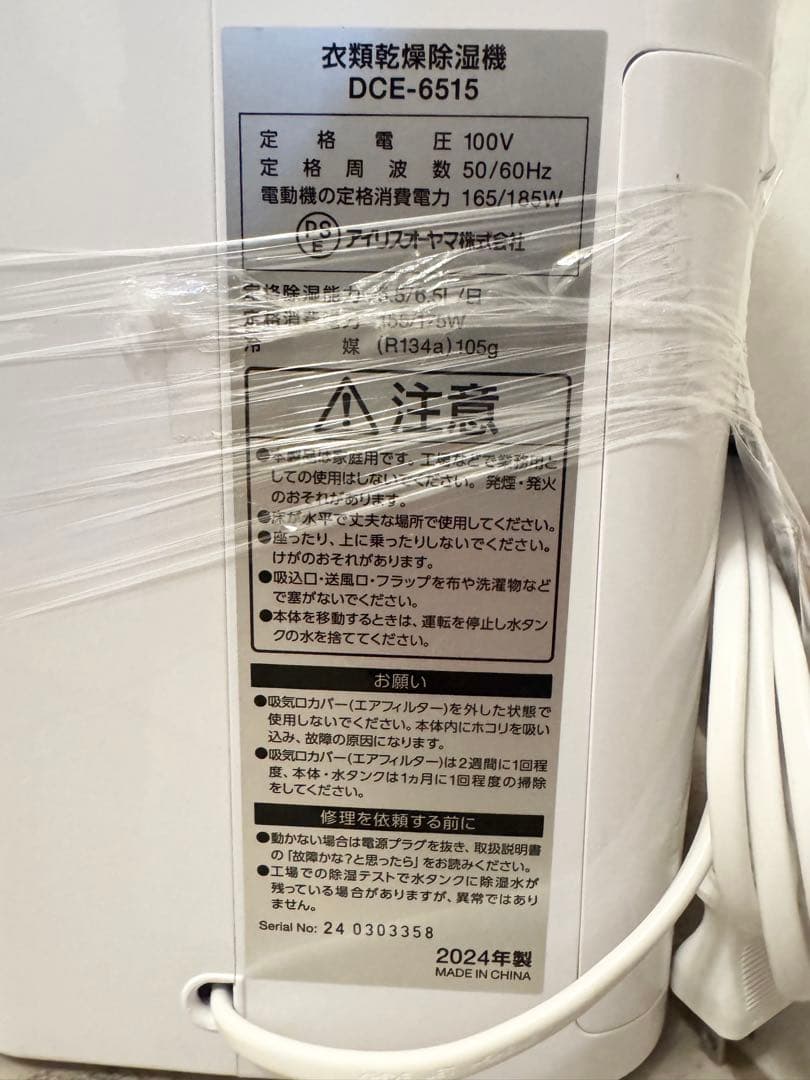 衣類乾燥除湿機
DCE-6515
定格電圧 100V
定格周波数 50/60Hz
電動機の定格消費電力 165/185W
PSE アイリスオーヤマ株式会社
定格除湿能力 5.5/6.5L/日
定格消費電力 155/175W
冷媒 (R134a)105g
注意
●本製品は家庭用です。工場などで業務用と
しての使用はしないでください。発煙・発火
のおそれがあります。
●床が水平で丈夫な場所で使用してください。
●座ったり、上に乗ったりしないでください。
けがのおそれがあります。
●吸込口・送風口・フラップを布や洗濯物など
で塞がないでください。
●本体を移動するときは、運転を停止し水タン
クの水を捨ててください。
お願い
●吸気口カバー(エアフィルター)を外した状態で
使用しないでください。本体内にホコリを吸い
込み、故障の原因になります。
●吸気口カバー(エアフィルター)は2週間に1回程
度、本体・水タンクは1ヵ月に1回程度の掃除
をしてください。
修理を依頼する前に
●動かない場合は電源プラグを抜き、取扱説明書
の「故障かな?と思ったら」をお読みください。
●工場での除湿テストで水タンクに除湿水が
残っている場合がありますが、異常ではあり
ません。
Serial No: 24 0303358
2024年製
MADE IN CHINA